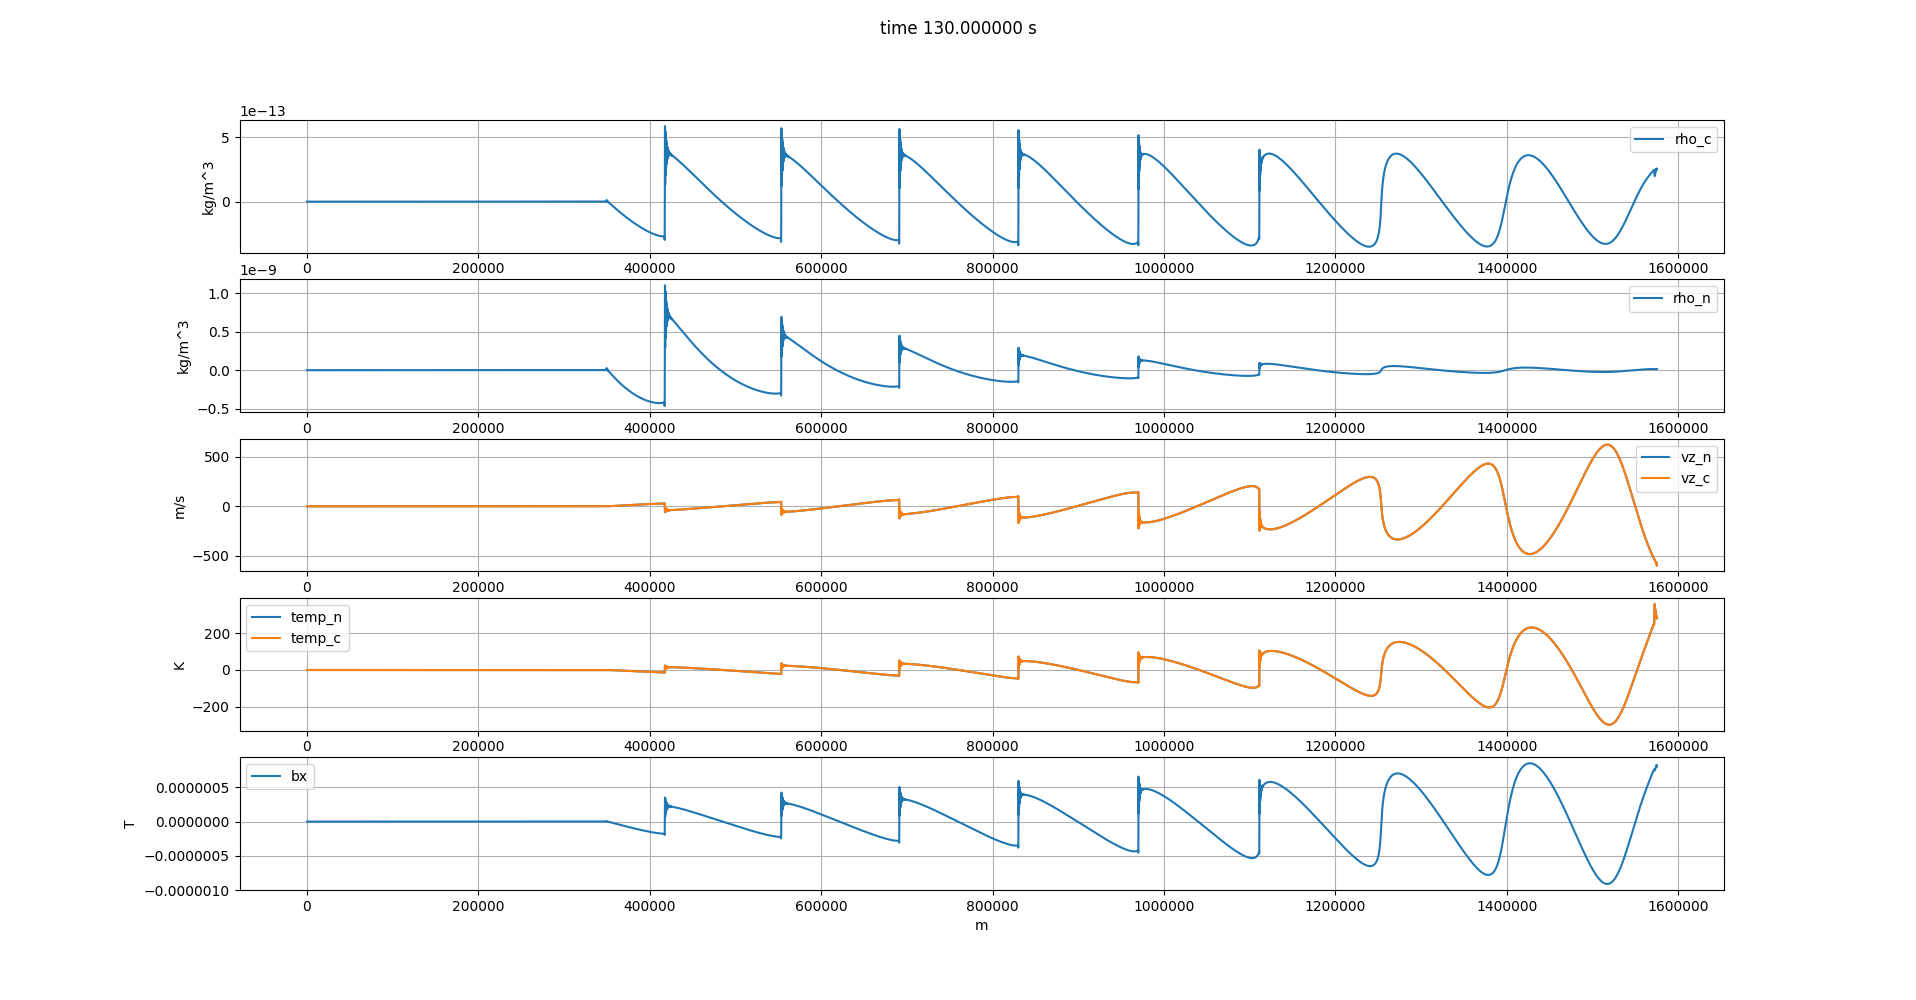 time 130.000000 s
1e−13
5
0
kg/m^3
rho_c
0 200000 400000 600000 800000 1000000 1200000 1400000 1600000
1e−9
1.0
0.5
0.0
−0.5
kg/m^3
rho_n
0 200000 400000 600000 800000 1000000 1200000 1400000 1600000
500
0
−500
m/s
vz_n
vz_c
0 200000 400000 600000 800000 1000000 1200000 1400000 1600000
200
0
−200
K
temp_n
temp_c
0 200000 400000 600000 800000 1000000 1200000 1400000 1600000
0.0000005
0.0000000
−0.0000005
−0.0000010
T
bx
0 200000 400000 600000 800000 1000000 1200000 1400000 1600000
m